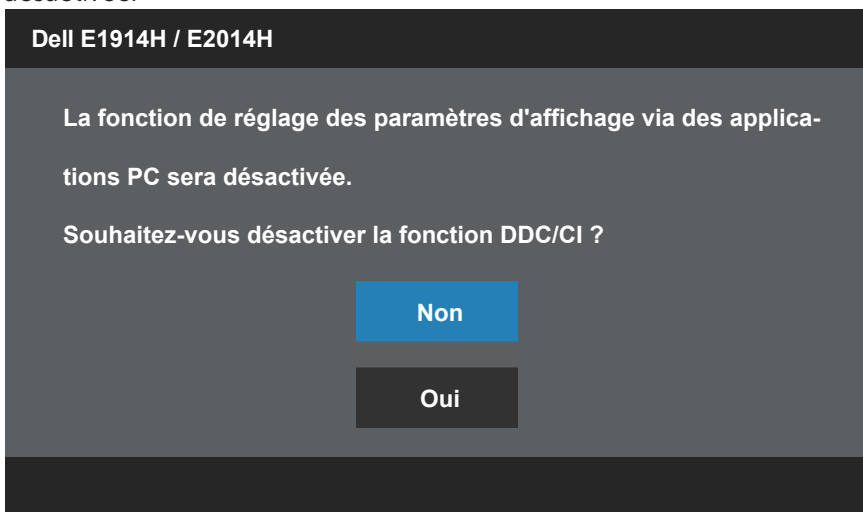 Dell E1914H / E2014H
La fonction de réglage des paramètres d'affichage via des applica-
tions PC sera désactivée.
Souhaitez-vous désactiver la fonction DDC/CI ?
Non
Oui